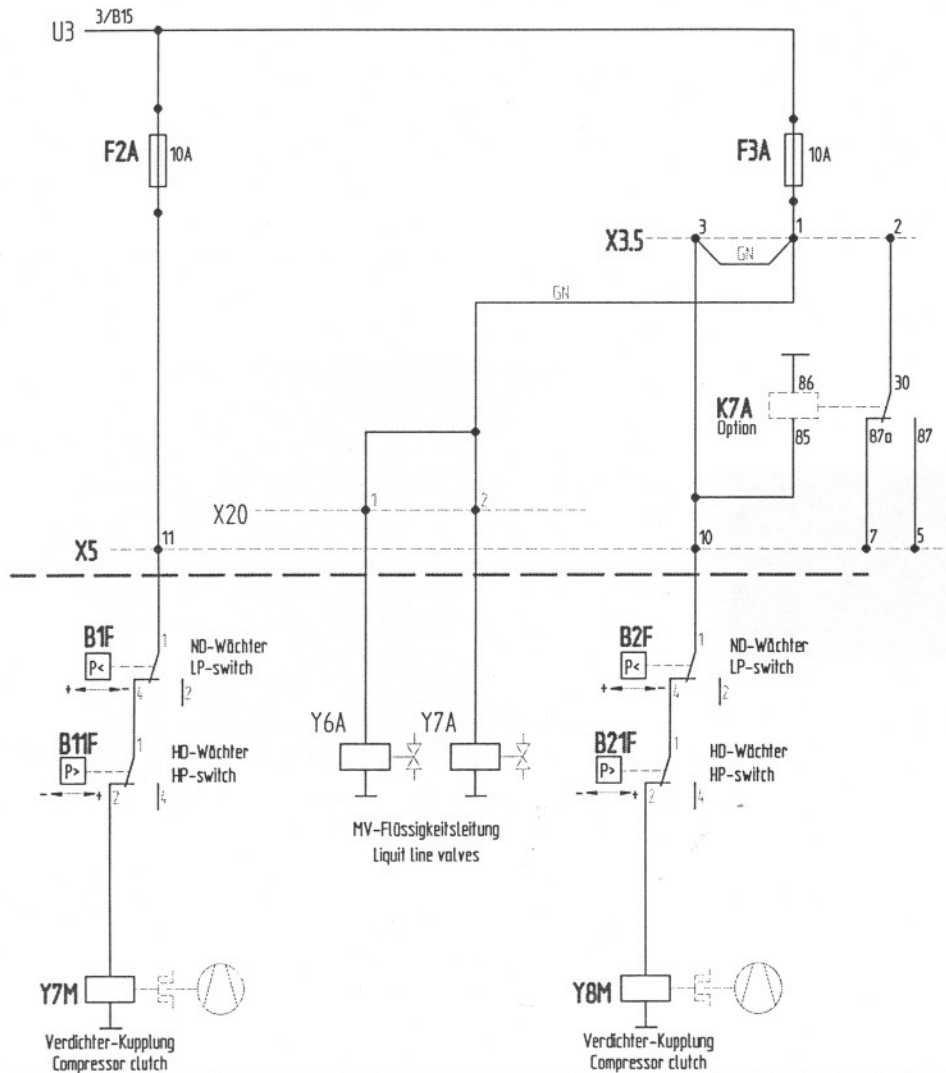 3/B15
U3
F2A 10A
F3A 10A
X3.5 3 1 2
GN
GN
86 30
K7A
Option
85 87a 87
X20 1 2
X5 11 10 7 5
B1F 1 ND-Wächter
P< LP-switch
+ - 4 2
B2F 1 ND-Wächter
P< LP-switch
+ - 4 2
Y6A Y7A
B11F 1 HD-Wächter
P> HP-switch
- + 2 4
B21F 1 HD-Wächter
P> HP-switch
- + 2 4
MV-Flüssigkeitsleitung
Liquit line valves
Y7M
Verdichter-Kupplung
Compressor clutch
Y8M
Verdichter-Kupplung
Compressor clutch